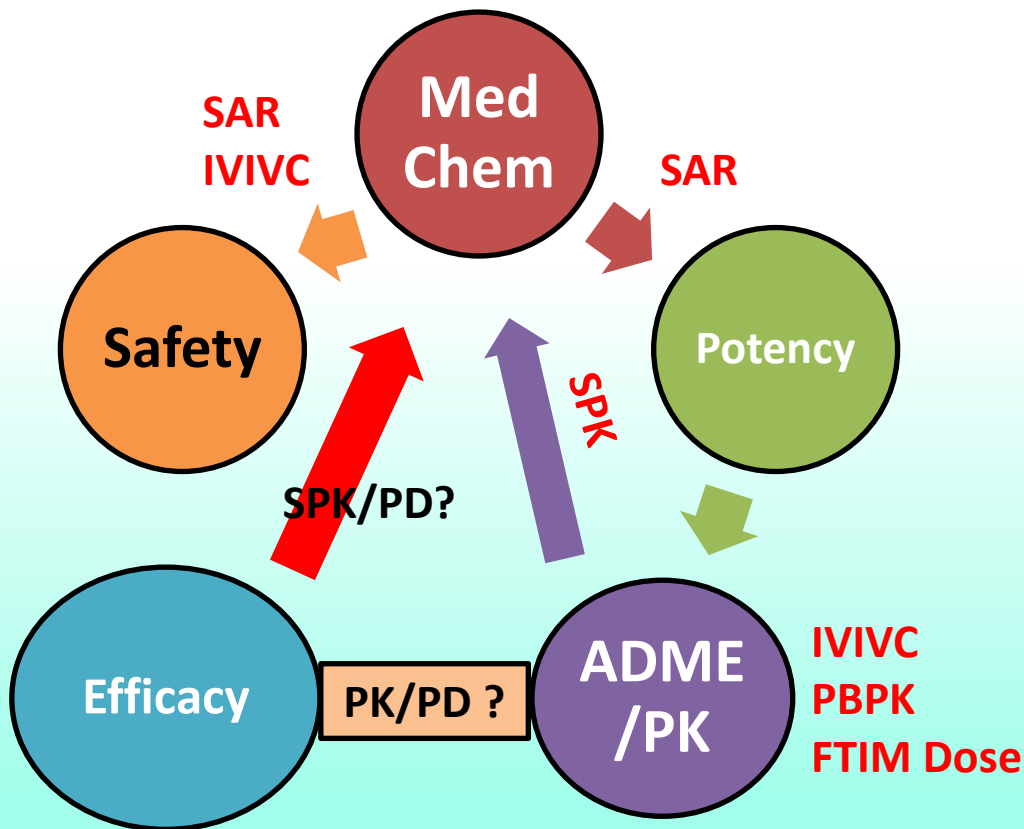 Med
Chem
SAR
IVIVC
SAR
Safety
Potency
SPK
SPK/PD?
Efficacy
PK/PD ?
ADME
/PK
IVIVC
PBPK
FTIM Dose